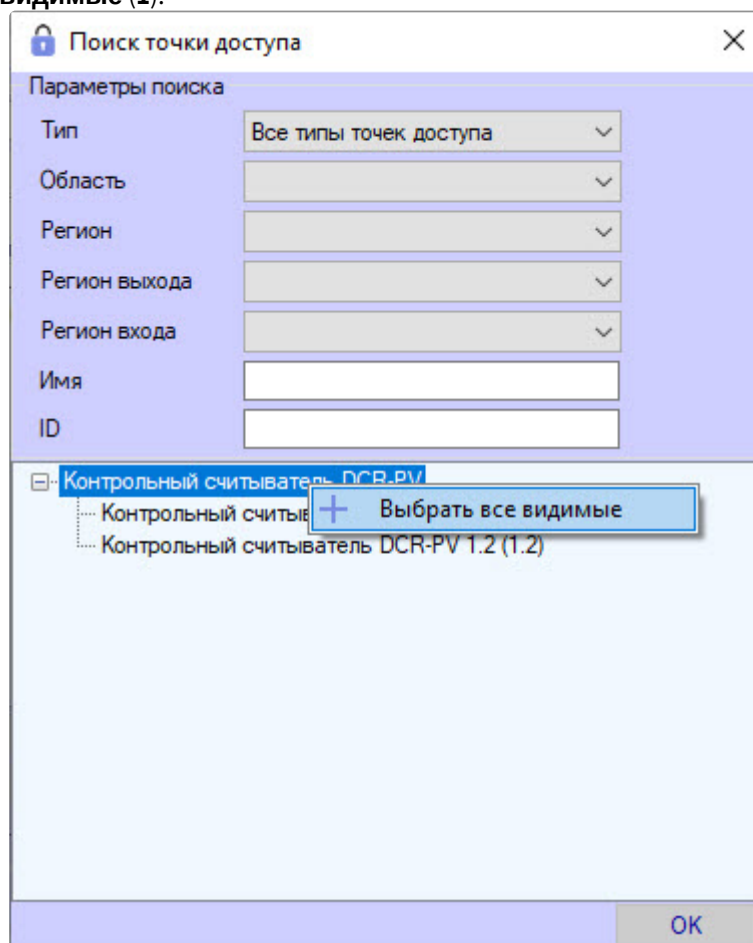 видимые (1).
Поиск точки доступа
Параметры поиска
Тип
Все типы точек доступа
Область
Регион
Регион выхода
Регион входа
Имя
ID
Контрольный считыватель DCR-PV
Контрольный
Выбрать все видимые
Контрольный считыватель DCR-PV 1.2 (1.2)
OK